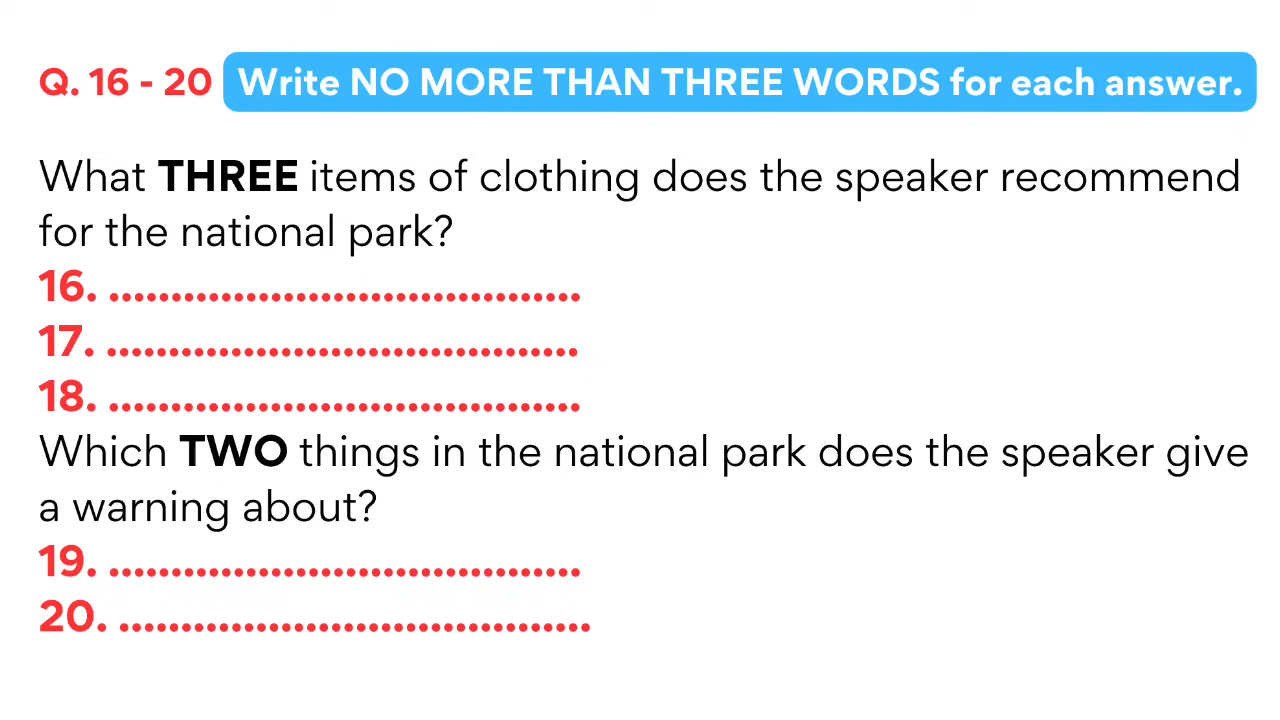 Q. 16 - 20 Write NO MORE THAN THREE WORDS for each answer.
What THREE items of clothing does the speaker recommend
for the national park?
16. ......................................
17. ......................................
18. ......................................
Which TWO things in the national park does the speaker give
a warning about?
19. ......................................
20. ......................................